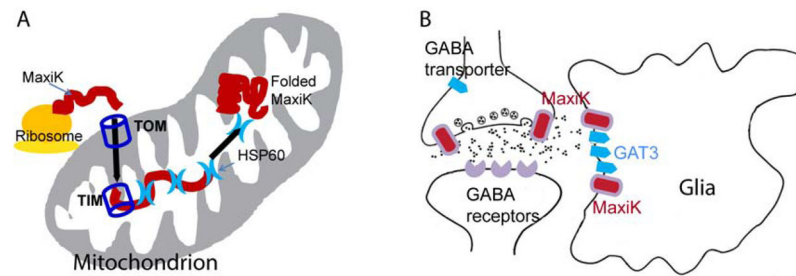 A
MaxiK
Ribosome
TOM
TIM
Folded
MaxiK
HSP60
Mitochondrion
B
GABA
transporter
MaxiK
GAT3
GABA
receptors
MaxiK
Glia